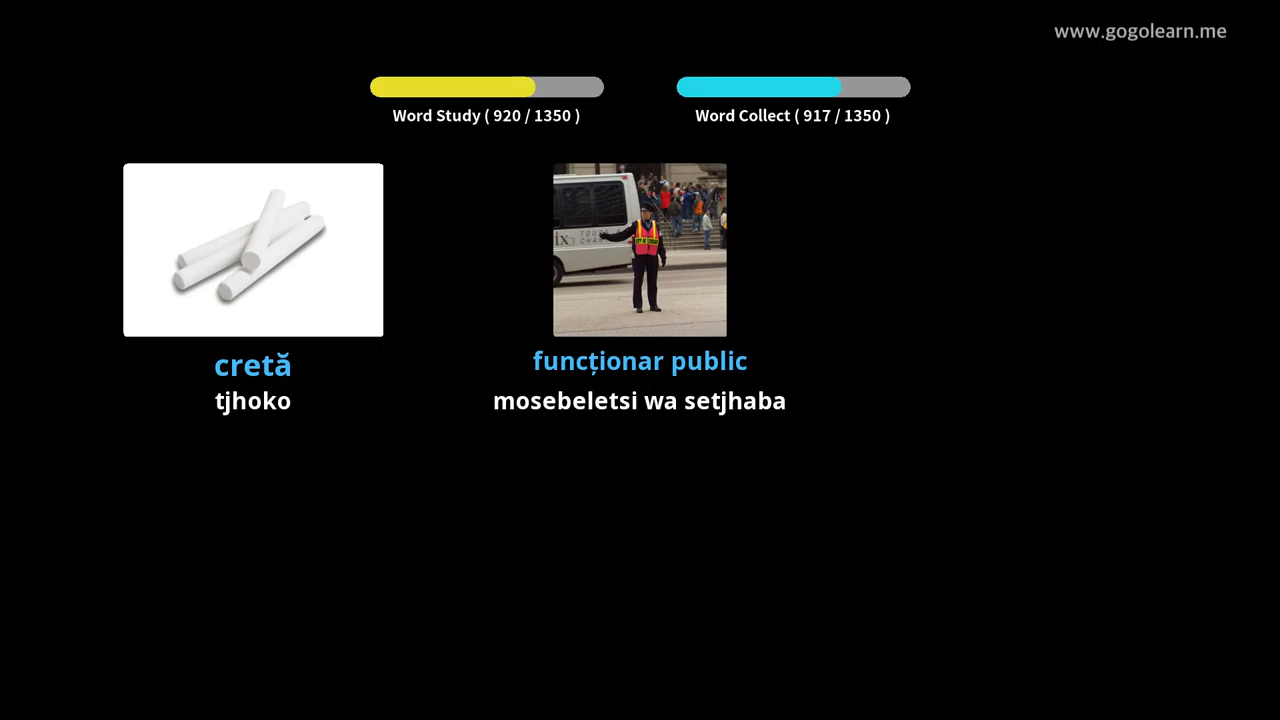 www.gogolearn.me
Word Study ( 920 / 1350 )
Word Collect ( 917 / 1350 )
cretă
tjhoko
funcționar public
mosebeletsi wa setjhaba